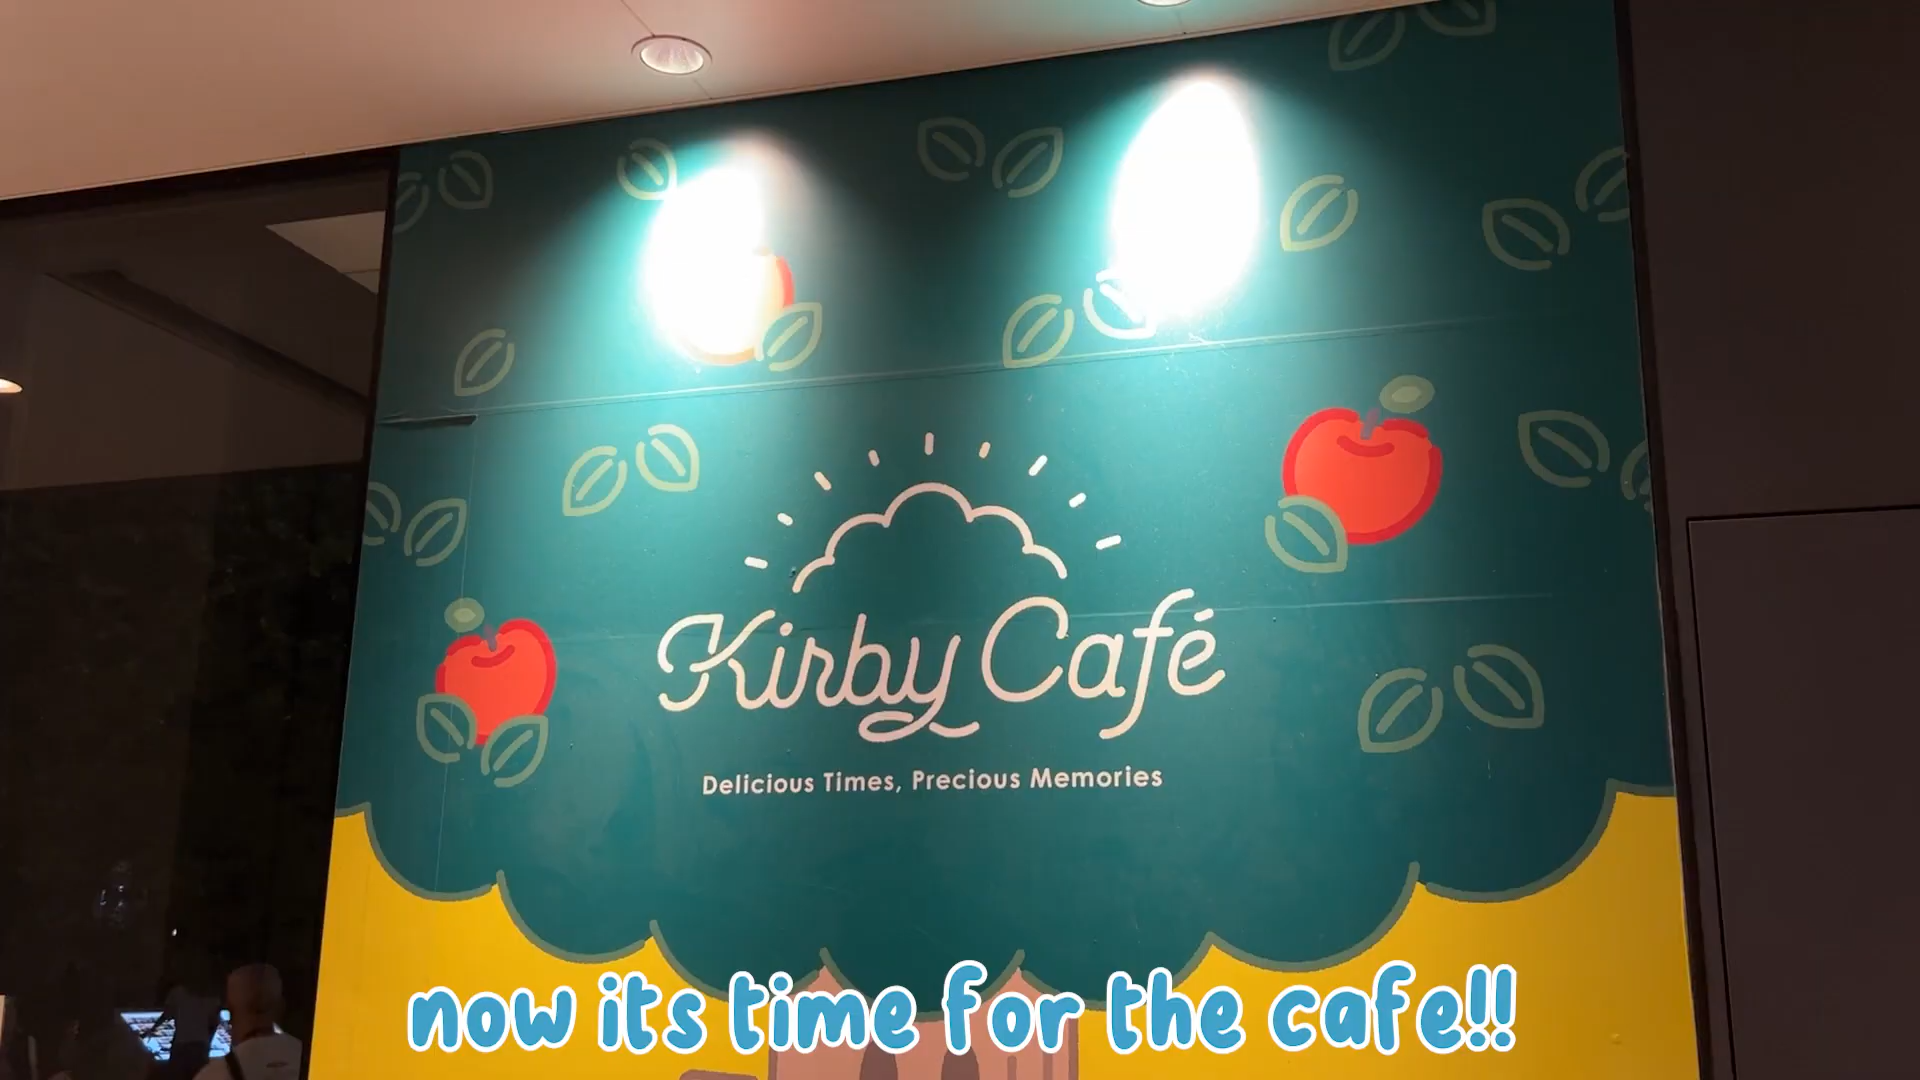 Kirby Café
Delicious Times, Precious Memories
now its time for the cafe!!